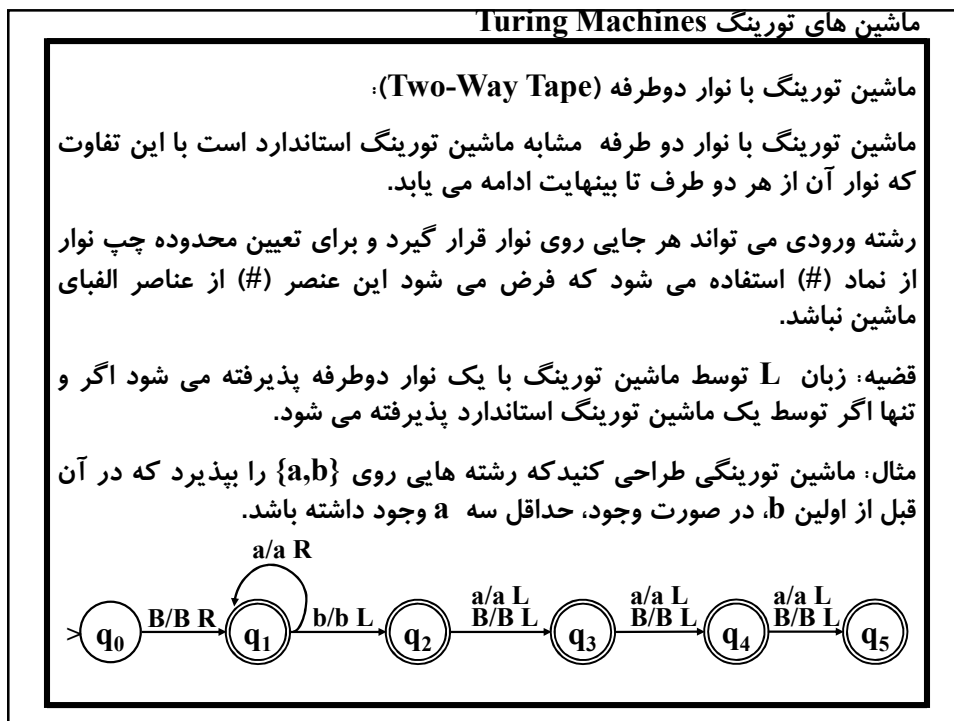 ماشین های تورینگ Turing Machines
ماشین تورینگ با نوار دوطرفه (Two-Way Tape):
ماشین تورینگ با نوار دو طرفه مشابه ماشین تورینگ استاندارد است با این تفاوت
که نوار آن از هر دو طرف تا بینهایت ادامه می یابد.
رشته ورودی می تواند هر جایی روی نوار قرار گیرد و برای تعیین محدوده چپ نوار
از نماد (#) استفاده می شود که فرض می شود این عنصر (#) از عناصر الفبای
ماشین نباشد.
قضیه: زبان L توسط ماشین تورینگ با یک نوار دوطرفه پذیرفته می شود اگر و
تنها اگر توسط یک ماشین تورینگ استاندارد پذیرفته می شود.
مثال: ماشین تورینگی طراحی کنیدکه رشته هایی روی {a,b} را بپذیرد که در آن
قبل از اولین b، در صورت وجود، حداقل سه a وجود داشته باشد.
a/a R
a/a L a/a L a/a L
B/B R b/b L B/B L B/B L B/B L
> q0 q1 q2 q3 q4 q5